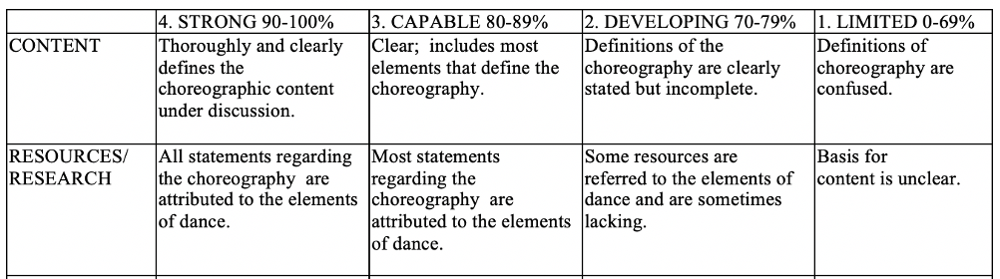 4. STRONG 90-100%
3. CAPABLE 80-89%
2. DEVELOPING 70-79%
1. LIMITED 0-69%
CONTENT
Thoroughly and clearly
defines the
choreographic content
under discussion.
Clear; includes most
elements that define the
choreography.
Definitions of the
choreography are clearly
stated but incomplete.
Definitions of
choreography are
confused.
RESOURCES/
RESEARCH
All statements regarding
the choreography are
attributed to the elements
of dance.
Most statements
regarding the
choreography are
attributed to the elements
of dance.
Some resources are
referred to the elements of
dance and are sometimes
lacking.
Basis for
content is unclear.